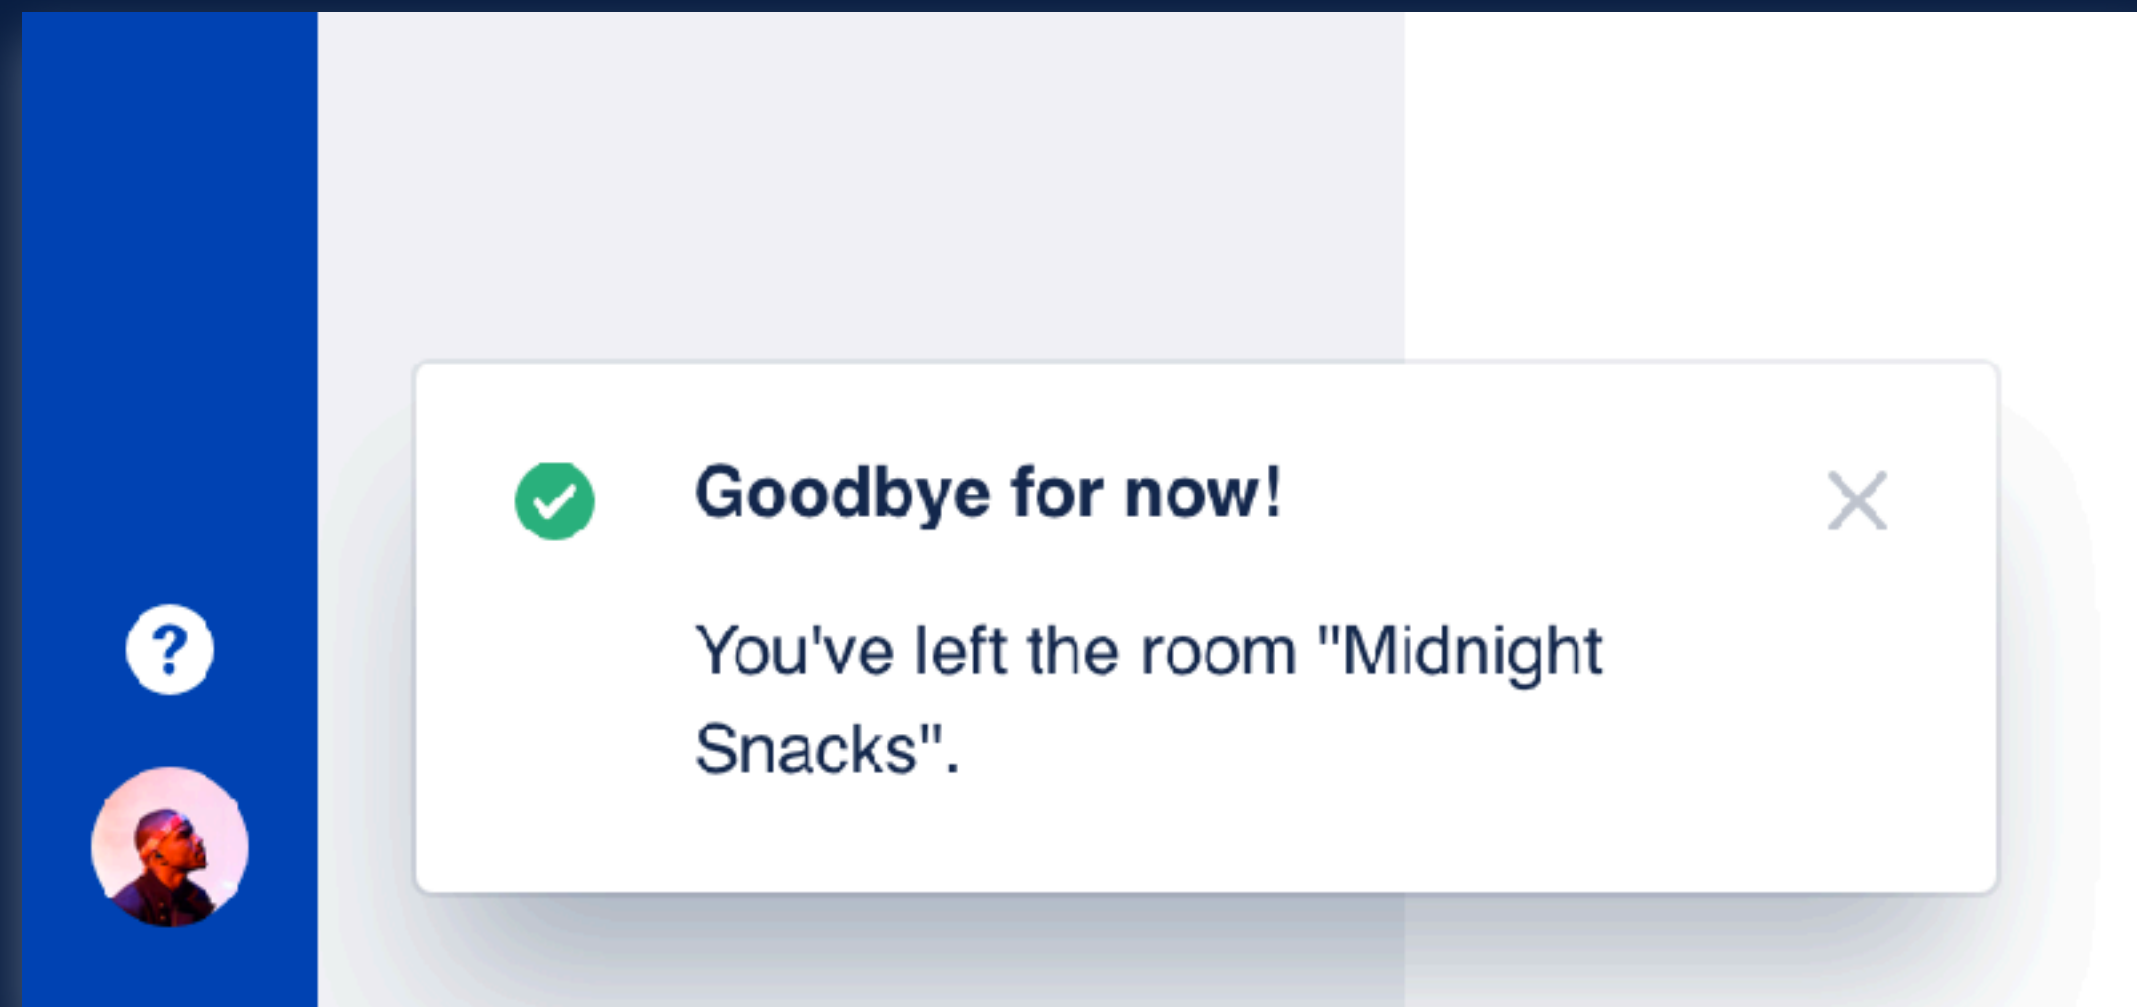 Goodbye for now!
You've left the room "Midnight
Snacks".
?